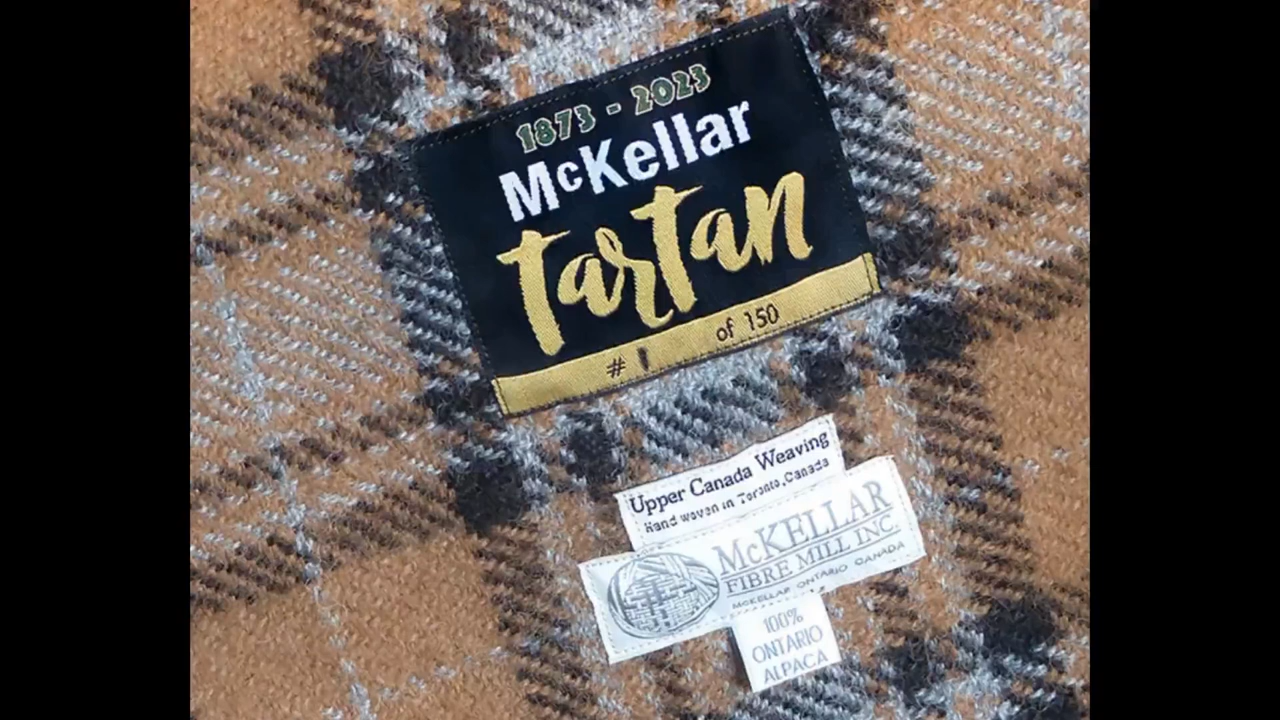 1873 - 2023
McKellar
tartan
# 1 of 150
Upper Canada Weaving
Hand woven in Toronto, Canada
McKELLAR
FIBRE MILL INC.
MCKELLAR ONTARIO CANADA
100%
ONTARIO
ALPACA